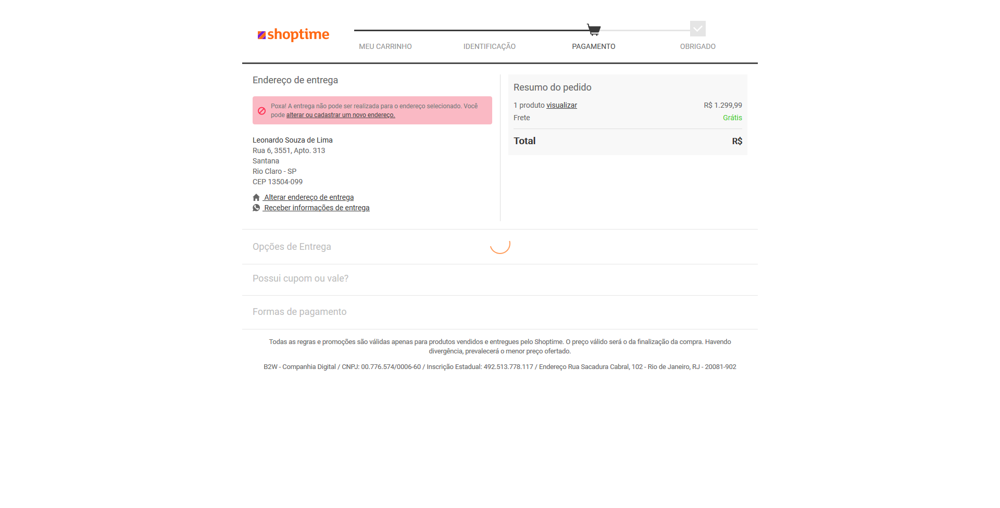 shoptime
MEU CARRINHO
IDENTIFICAÇÃO
PAGAMENTO
OBRIGADO
Endereço de entrega
Poxa! A entrega não pode ser realizada para o endereço selecionado. Você
pode alterar ou cadastrar um novo endereço.
Leonardo Souza de Lima
Rua 6, 3551, Apto. 313
Santana
Rio Claro - SP
CEP 13504-099
Alterar endereço de entrega
Receber informações de entrega
Resumo do pedido
1 produto visualizar R$ 1.299,99
Frete Grátis
Total R$
Opções de Entrega
Possui cupom ou vale?
Formas de pagamento
Todas as regras e promoções são válidas apenas para produtos vendidos e entregues pelo Shoptime. O preço válido será o da finalização da compra. Havendo
divergência, prevalecerá o menor preço ofertado.
B2W - Companhia Digital / CNPJ: 00.776.574/0006-60 / Inscrição Estadual: 492.513.778.117 / Endereço Rua Sacadura Cabral, 102 - Rio de Janeiro, RJ - 20081-902